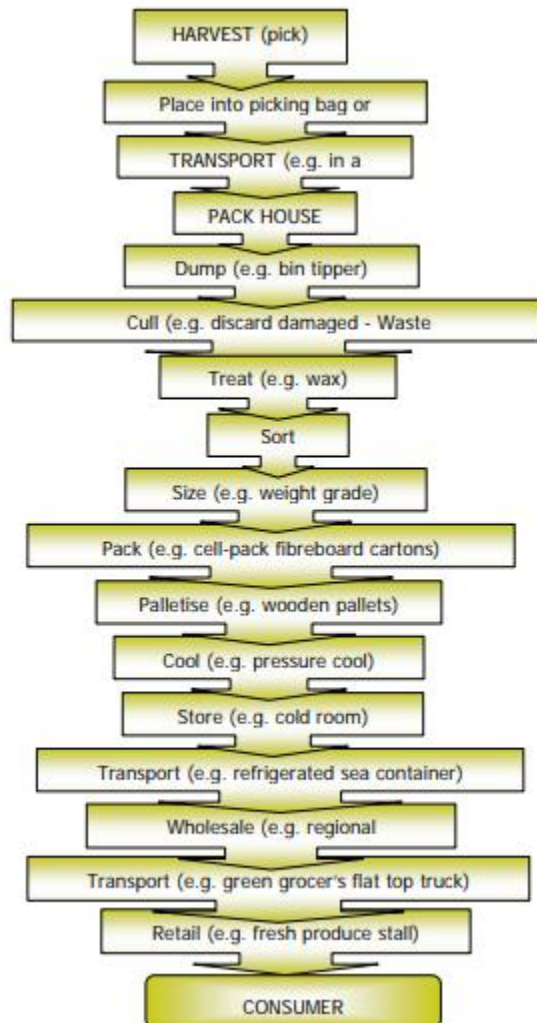 HARVEST (pick)
Place into picking bag or
TRANSPORT (e.g. in a
PACK HOUSE
Dump (e.g. bin tipper)
Cull (e.g. discard damaged - Waste
Treat (e.g. wax)
Sort
Size (e.g. weight grade)
Pack (e.g. cell-pack fibreboard cartons)
Palletise (e.g. wooden pallets)
Cool (e.g. pressure cool)
Store (e.g. cold room)
Transport (e.g. refrigerated sea container)
Wholesale (e.g. regional
Transport (e.g. green grocer's flat top truck)
Retail (e.g. fresh produce stall)
CONSUMER